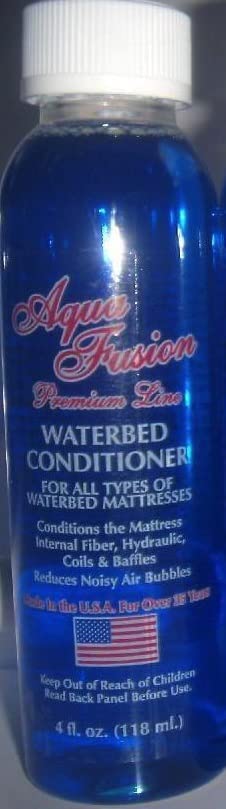 Aqua
Fusion
Premium Line
WATERBED
CONDITIONER
FOR ALL TYPES OF
WATERBED MATTRESSES
Conditions the Mattress
Internal Fiber, Hydraulic,
Coils & Baffles
Reduces Noisy Air Bubbles
Made In the U.S.A. For Over 35 Years
Keep Out of Reach of Children
Read Back Panel Before Use.
4 fl. oz. (118 ml.)